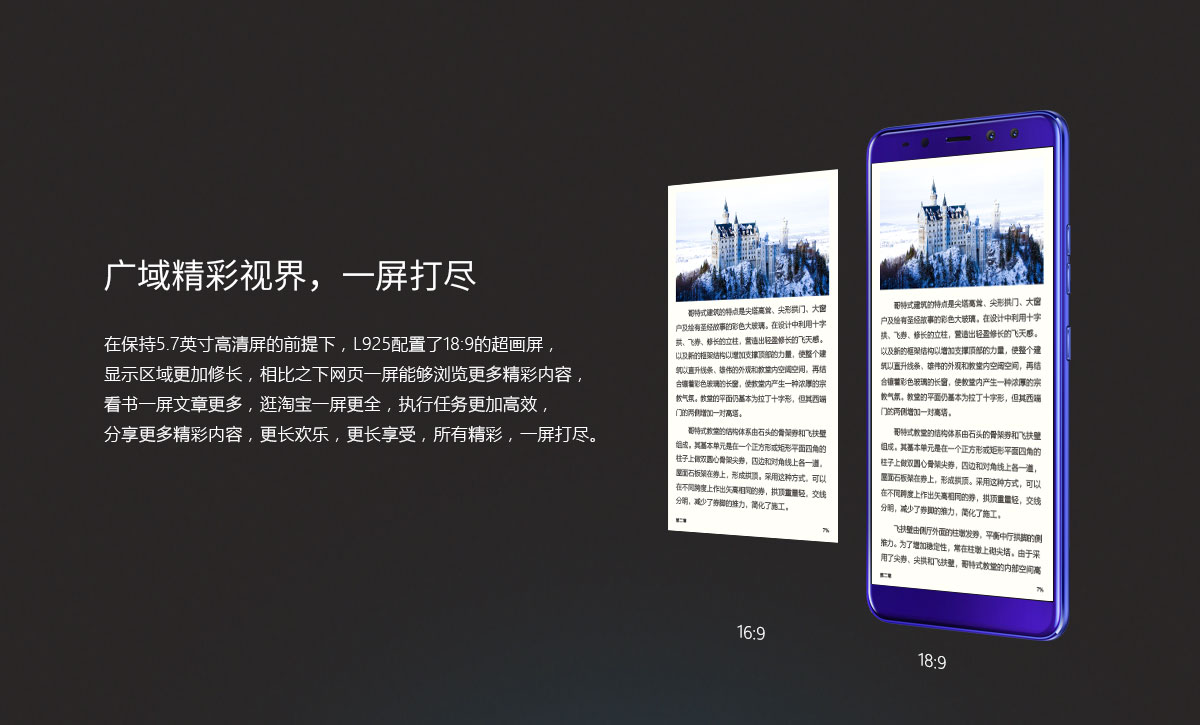 广域精彩视界，一屏打尽
在保持5.7英寸高清屏的前提下，L925配置了18:9的超画屏，
显示区域更加修长，相比之下网页一屏能够浏览更多精彩内容，
看书一屏文章更多，逛淘宝一屏更全，执行任务更加高效，
分享更多精彩内容，更长欢乐，更长享受，所有精彩，一屏打尽。
哥特式建筑的特点是尖塔高耸、尖形拱门、大窗
户及绘有圣经故事的彩色大玻璃。在设计中利用十字
拱、飞券、修长的立柱，营造出轻盈修长的飞天感。
以及新的框架结构以增加支撑顶部的力量，使整个建
筑以直升线条、雄伟的外观和教堂内空阔空间，再结
合镶着彩色玻璃的长窗，使教堂内产生一种浓厚的宗
教气氛。教堂的平面仍基本为拉丁十字形，但其西端
门的两侧增加一对高塔。
哥特式教堂的结构体系由石头的骨架券和飞扶壁
组成。其基本单元是在一个正方形或矩形平面四角的
柱子上做双圆心骨架尖券，四边和对角线上各一道，
屋面石板架在券上，形成拱顶。采用这种方式，可以
在不同跨度上作出矢高相同的券，拱顶重量轻，交线
分明，减少了券脚的推力，简化了施工。
第二章
7%
16:9
哥特式建筑的特点是尖塔高耸、尖形拱门、大窗
户及绘有圣经故事的彩色大玻璃。在设计中利用十字
拱、飞券、修长的立柱，营造出轻盈修长的飞天感。
以及新的框架结构以增加支撑顶部的力量，使整个建
筑以直升线条、雄伟的外观和教堂内空阔空间，再结
合镶着彩色玻璃的长窗，使教堂内产生一种浓厚的宗
教气氛。教堂的平面仍基本为拉丁十字形，但其西端
门的两侧增加一对高塔。
哥特式教堂的结构体系由石头的骨架券和飞扶壁
组成。其基本单元是在一个正方形或矩形平面四角的
柱子上做双圆心骨架尖券，四边和对角线上各一道，
屋面石板架在券上，形成拱顶。采用这种方式，可以
在不同跨度上作出矢高相同的券，拱顶重量轻，交线
分明，减少了券脚的推力，简化了施工。
飞扶壁由侧厅外面的柱墩发券，平衡中厅拱脚的侧
推力。为了增加稳定性，常在柱墩上砌尖塔。由于采
用了尖券、尖拱和飞扶壁，哥特式教堂的内部空间高
第二章
7%
18:9